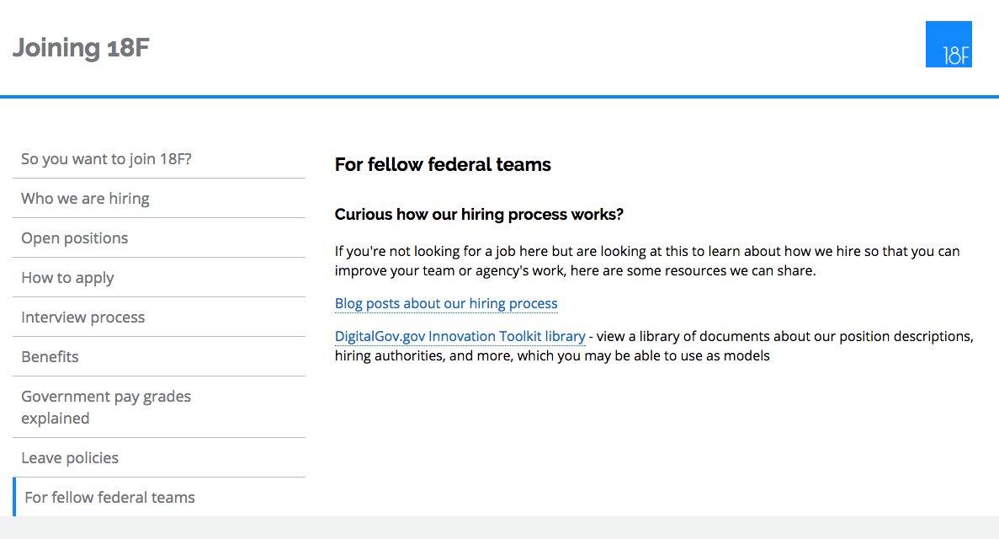 Joining 18F
18F
So you want to join 18F?
Who we are hiring
Open positions
How to apply
Interview process
Benefits
Government pay grades
explained
Leave policies
For fellow federal teams
For fellow federal teams
Curious how our hiring process works?
If you're not looking for a job here but are looking at this to learn about how we hire so that you can
improve your team or agency's work, here are some resources we can share.
Blog posts about our hiring process
DigitalGov.gov Innovation Toolkit library - view a library of documents about our position descriptions,
hiring authorities, and more, which you may be able to use as models